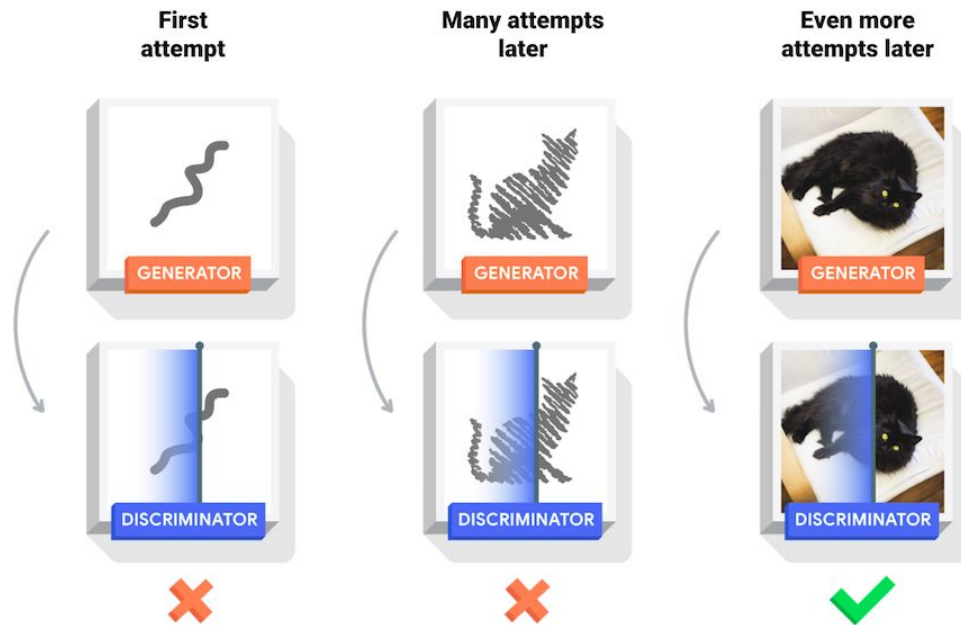 First
attempt
Many attempts
later
Even more
attempts later
GENERATOR
GENERATOR
GENERATOR
DISCRIMINATOR
DISCRIMINATOR
DISCRIMINATOR